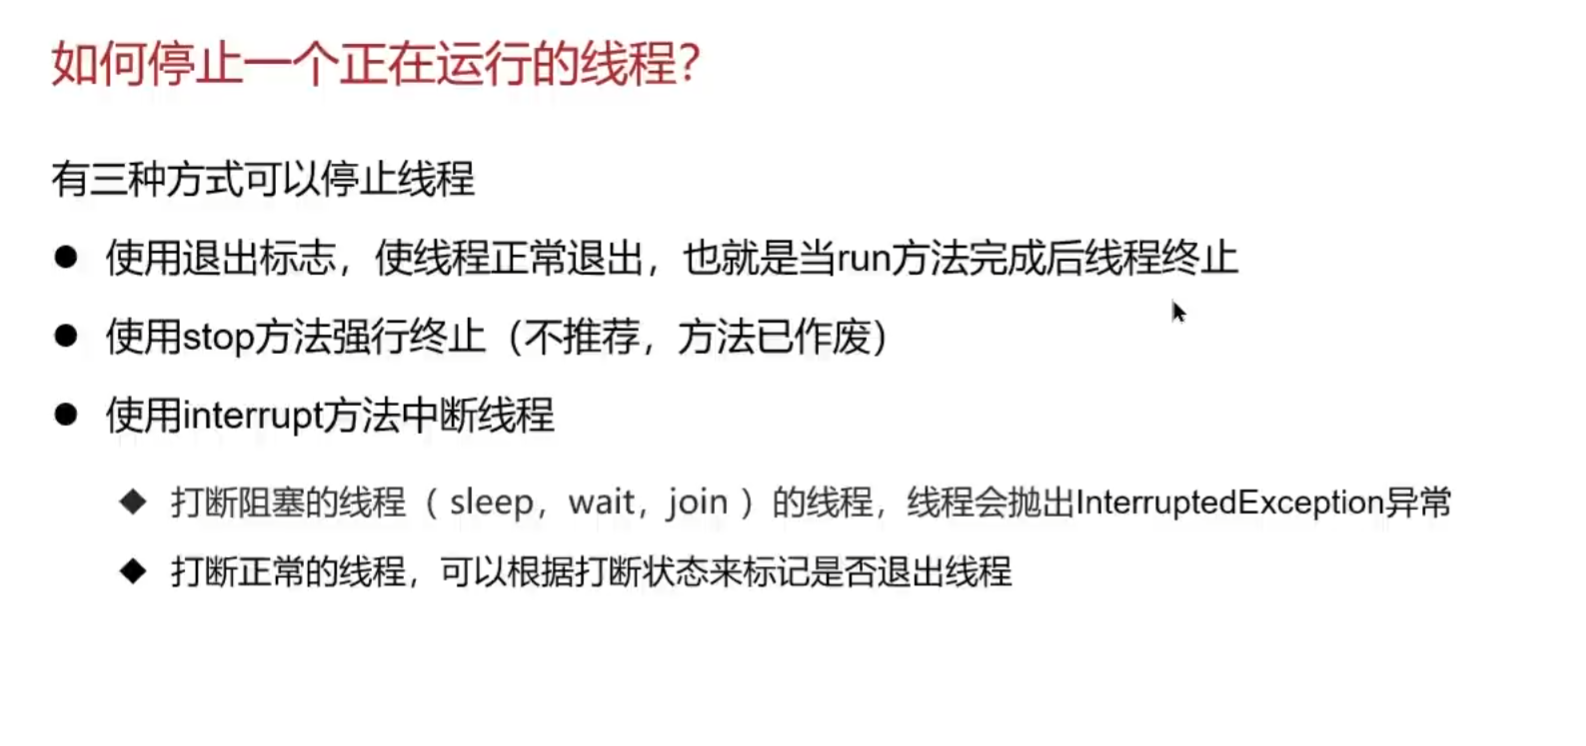 如何停止一个正在运行的线程？
有三种方式可以停止线程
● 使用退出标志，使线程正常退出，也就是当run方法完成后线程终止
● 使用stop方法强行终止（不推荐，方法已作废）
● 使用interrupt方法中断线程
◆ 打断阻塞的线程（ sleep，wait，join ）的线程，线程会抛出InterruptedException异常
◆ 打断正常的线程，可以根据打断状态来标记是否退出线程